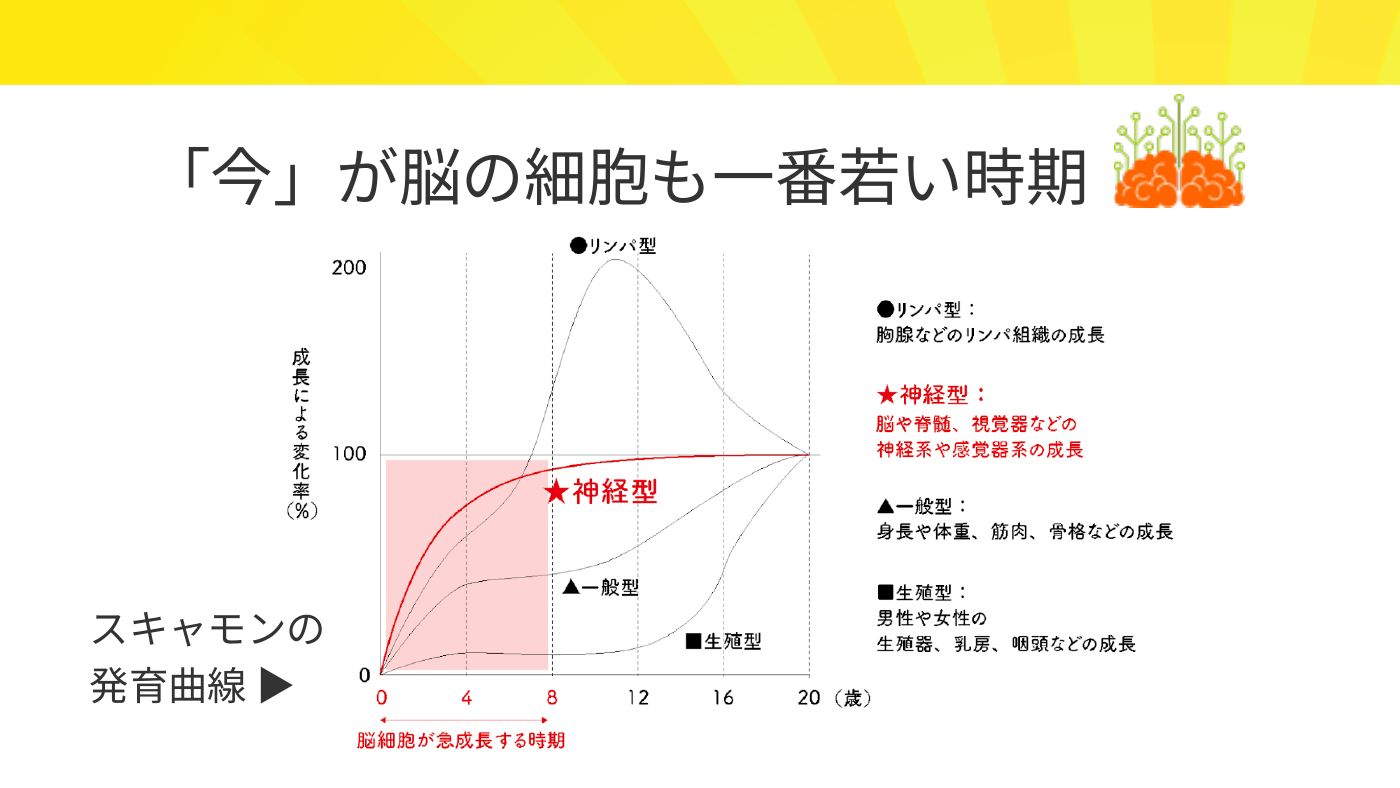 「今」が脳の細胞も一番若い時期
●リンパ型
200
100
0
成長による変化率(%)
★神経型
▲一般型
■生殖型
0 4 8 12 16 20 (歳)
脳細胞が急成長する時期
スキャモンの
発育曲線 ▶
●リンパ型:
胸腺などのリンパ組織の成長
★神経型:
脳や脊髄、視覚器などの
神経系や感覚器系の成長
▲一般型:
身長や体重、筋肉、骨格などの成長
■生殖型:
男性や女性の
生殖器、乳房、咽頭などの成長